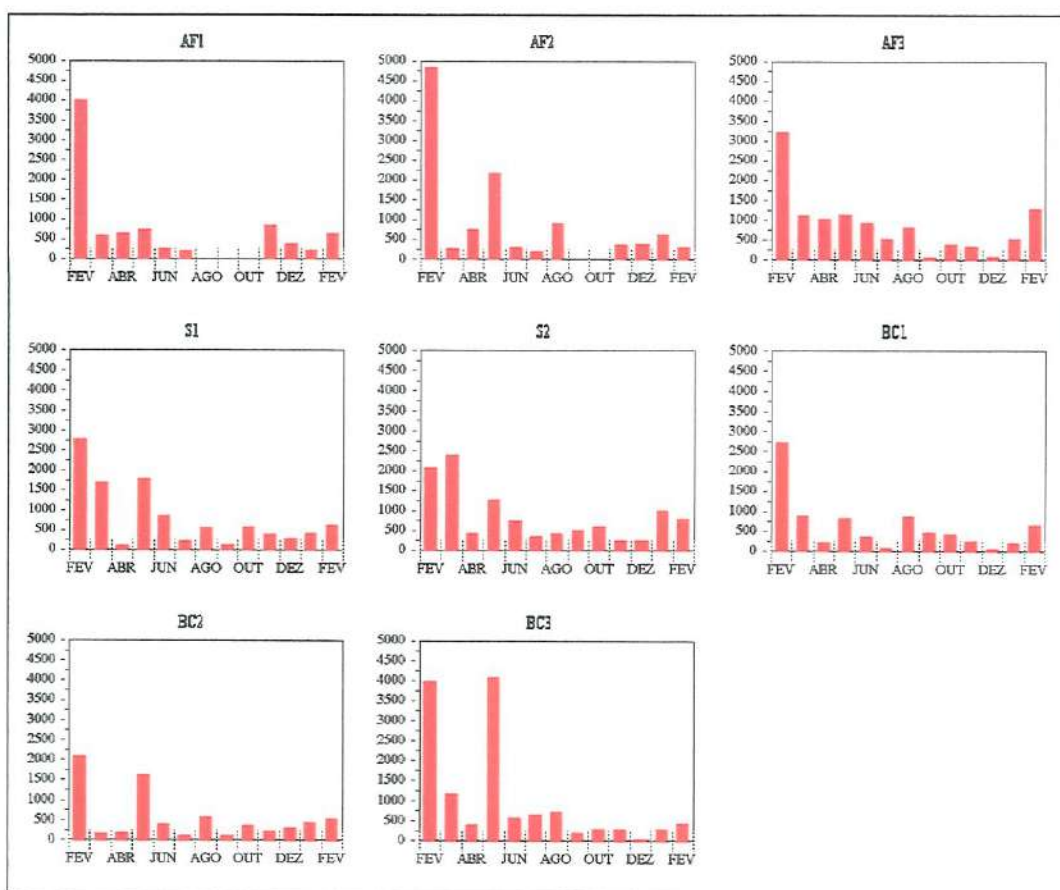 AF1 AF2 AF3
5000 5000 5000
4500 4500 4500
4000 4000 4000
3500 3500 3500
3000 3000 3000
2500 2500 2500
2000 2000 2000
1500 1500 1500
1000 1000 1000
500 500 500
0 0 0
FEV ABR JUN AGO OUT DEZ FEV FEV ABR JUN AGO OUT DEZ FEV FEV ABR JUN AGO OUT DEZ FEV
S1 S2 BC1
5000 5000 5000
4500 4500 4500
4000 4000 4000
3500 3500 3500
3000 3000 3000
2500 2500 2500
2000 2000 2000
1500 1500 1500
1000 1000 1000
500 500 500
0 0 0
FEV ABR JUN AGO OUT DEZ FEV FEV ABR JUN AGO OUT DEZ FEV FEV ABR JUN AGO OUT DEZ FEV
BC2 BC3
5000 5000
4500 4500
4000 4000
3500 3500
3000 3000
2500 2500
2000 2000
1500 1500
1000 1000
500 500
0 0
FEV ABR JUN AGO OUT DEZ FEV FEV ABR JUN AGO OUT DEZ FEV